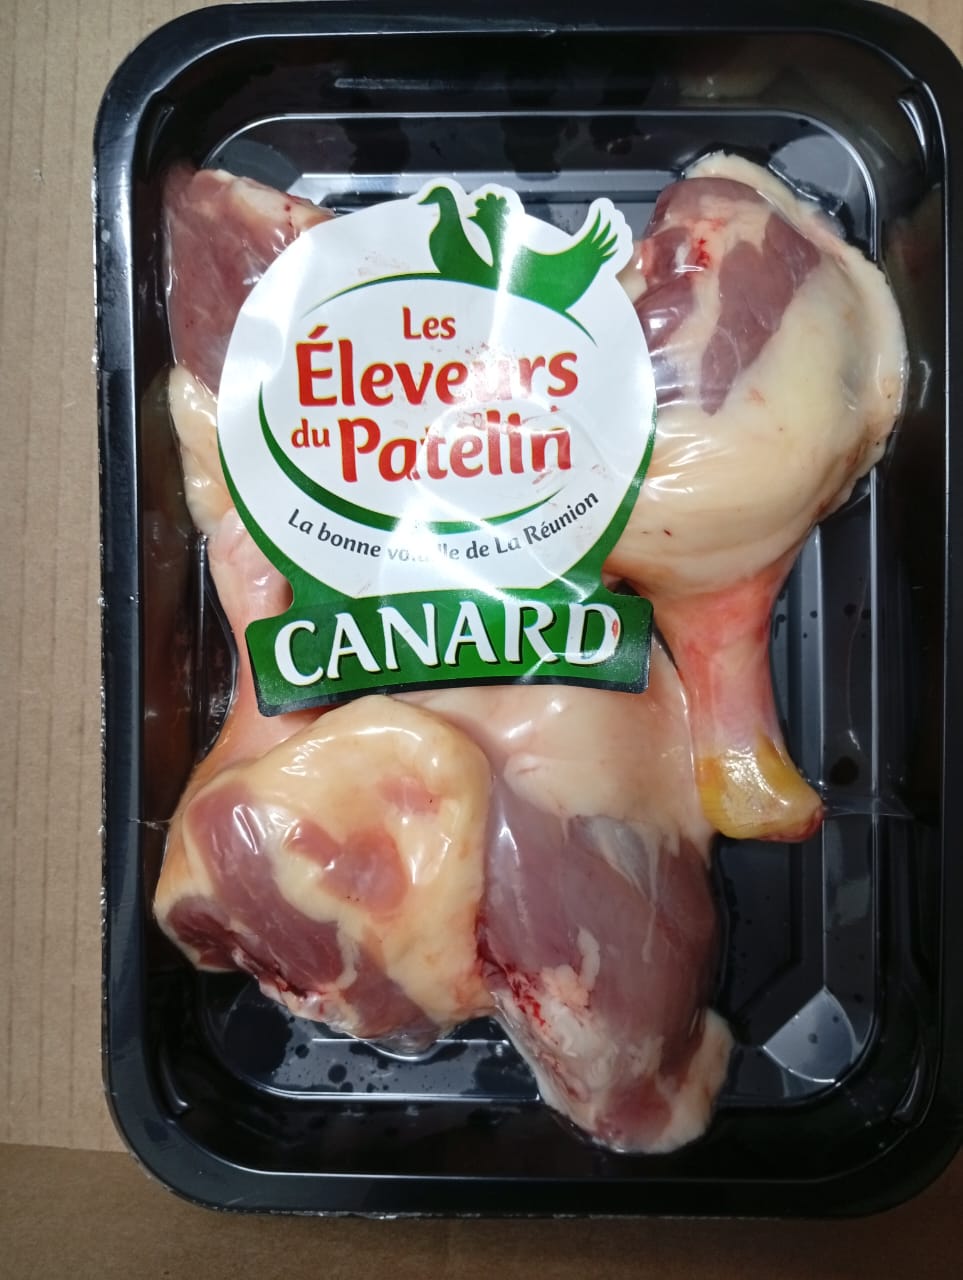 Les
Éleveurs
du Patelin
La bonne volaille de La Réunion
CANARD